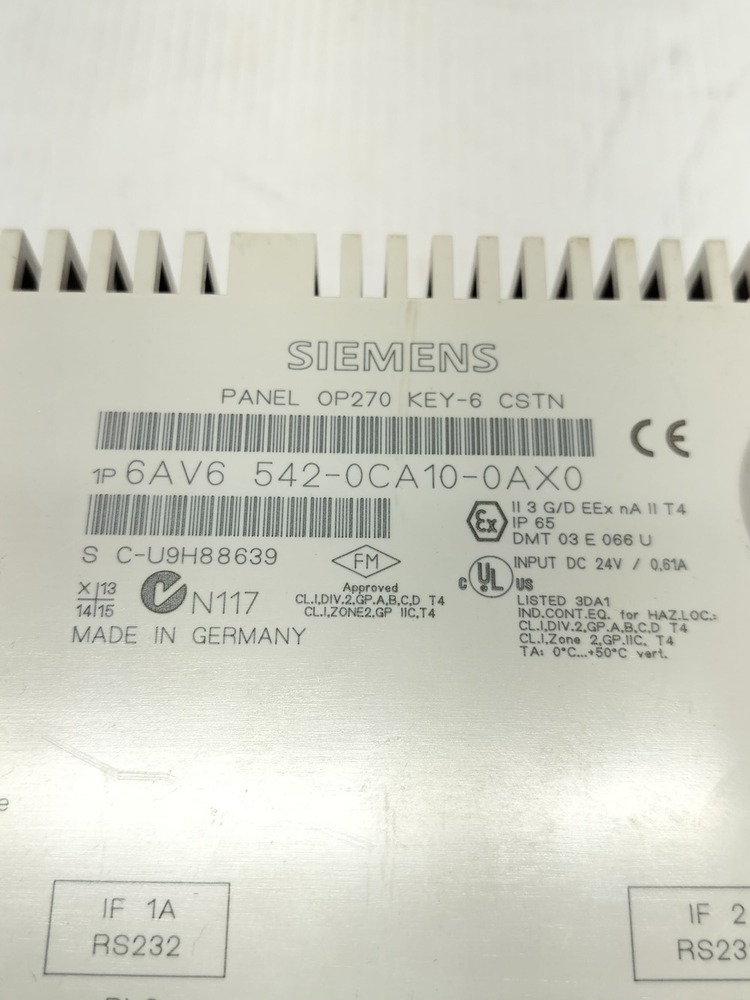 SIEMENS
PANEL OP270 KEY-6 CSTN
CE
1P 6AV6 542-0CA10-0AX0
Ex
II 3 G/D EEx nA II T4
IP 65
DMT 03 E 066 U
S C-U9H88639
FM
Approved
CL.I,DIV.2,GP.A,B,C,D T4
CL.I,ZONE2,GP IIC,T4
C UL US
INPUT DC 24V / 0,61A
LISTED 3DA1
IND.CONT.EQ. for HAZ.LOC.:
CL.I,DIV.2,GP.A,B,C,D T4
CL.I,Zone 2,GP.IIC, T4
TA: 0°C...+50°C vert.
X 13
14 15
N117
MADE IN GERMANY
e
IF 1A
RS232
IF 2
RS23